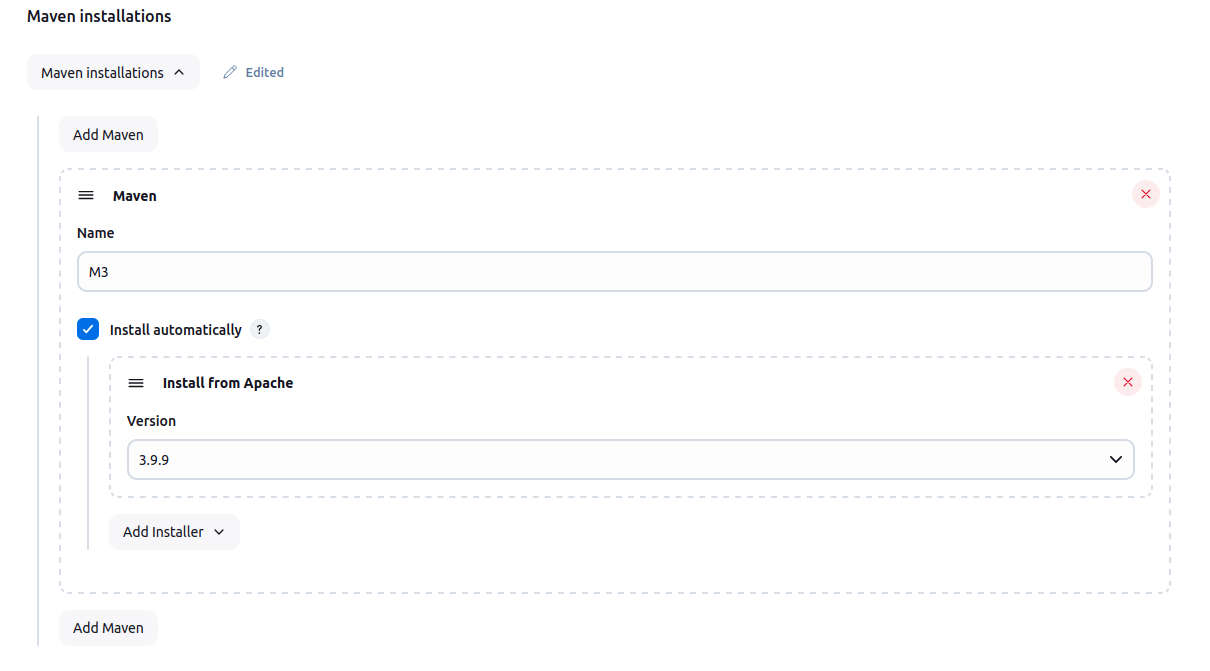 Maven installations
Maven installations
Edited
Add Maven
Maven
Name
M3
Install automatically ?
Install from Apache
Version
3.9.9
Add Installer
Add Maven